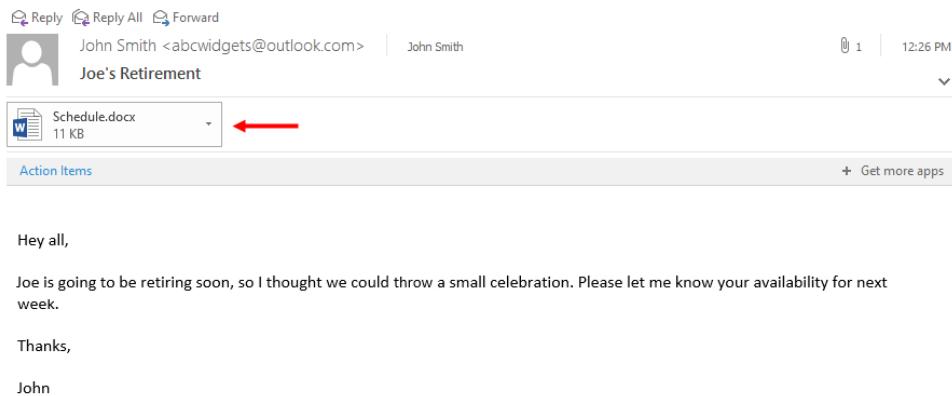 Reply Reply All Forward
John Smith <abcwidgets@outlook.com> John Smith 1 12:26 PM
Joe's Retirement
Schedule.docx
11 KB
Action Items + Get more apps
Hey all,
Joe is going to be retiring soon, so I thought we could throw a small celebration. Please let me know your availability for next
week.
Thanks,
John